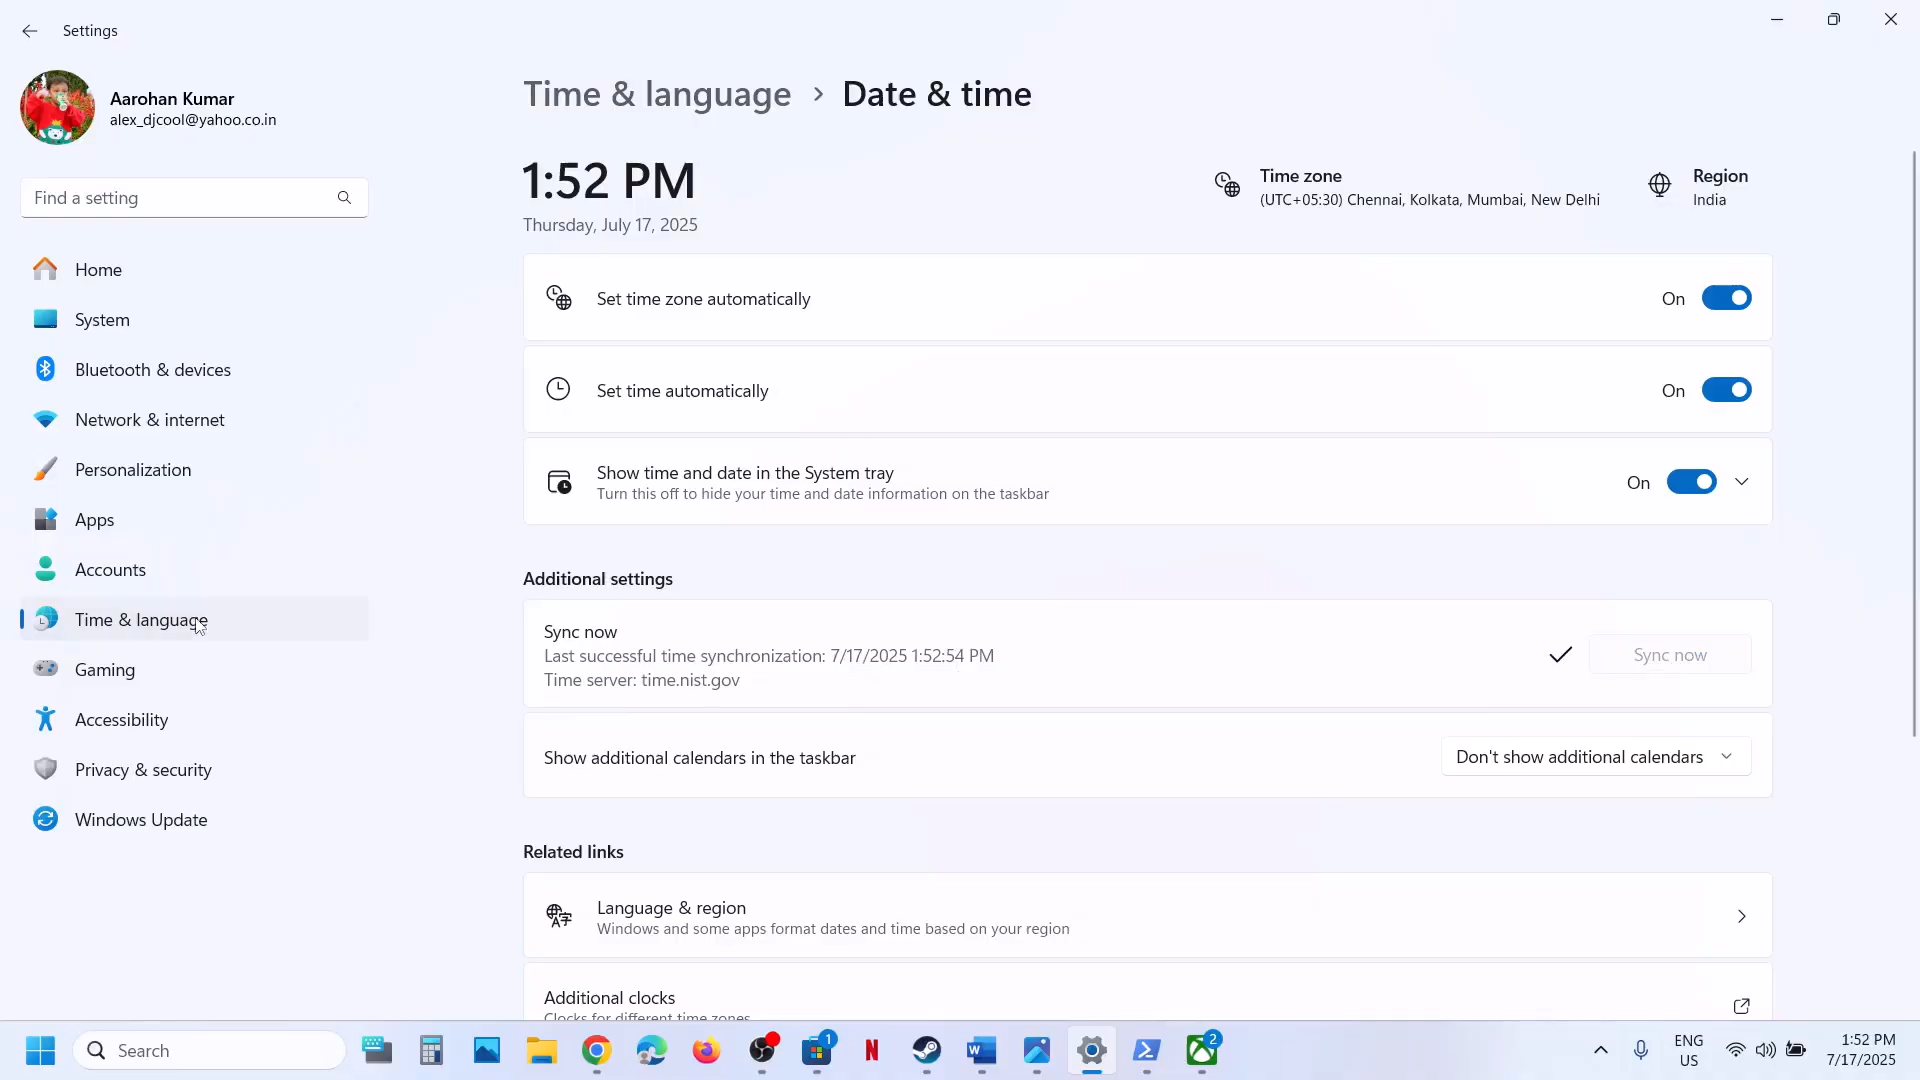 Settings
Aarohan Kumar
alex_djcool@yahoo.co.in
Find a setting
Home
System
Bluetooth & devices
Network & internet
Personalization
Apps
Accounts
Time & language
Gaming
Accessibility
Privacy & security
Windows Update
Time & language > Date & time
1:52 PM
Thursday, July 17, 2025
Time zone
(UTC+05:30) Chennai, Kolkata, Mumbai, New Delhi
Region
India
Set time zone automatically
On
Set time automatically
On
Show time and date in the System tray
Turn this off to hide your time and date information on the taskbar
On
Additional settings
Sync now
Last successful time synchronization: 7/17/2025 1:52:54 PM
Time server: time.nist.gov
Sync now
Show additional calendars in the taskbar
Don't show additional calendars
Related links
Language & region
Windows and some apps format dates and time based on your region
Additional clocks
Clocks for different time zones
Search
1
2
ENG
US
1:52 PM
7/17/2025